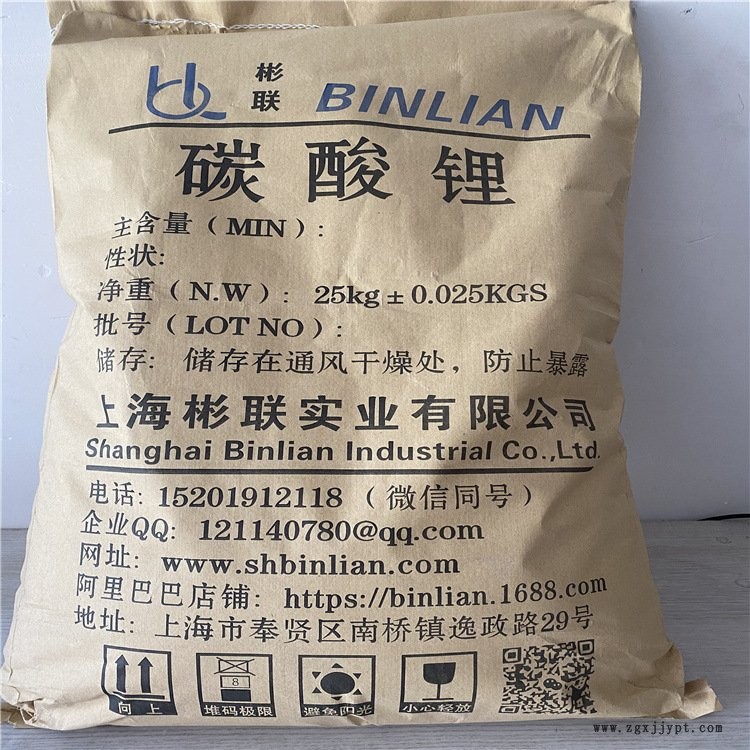 彬联 BINLIAN
碳酸锂
主含量（MIN）:
性状:
净重（N.W）: 25kg±0.025KGS
批号（LOT NO）:
储存: 储存在通风干燥处，防止暴露
上海彬联实业有限公司
Shanghai Binlian Industrial Co.,Ltd.
电话: 15201912118（微信同号）
企业QQ: 121140780@qq.com
网址: www.shbinlian.com
阿里巴巴店铺: https://binlian.1688.com
地址: 上海市奉贤区南桥镇逸政路29号
8
向上 堆码极限 避免阳光 小心轻放
www.zgxjjypt.com